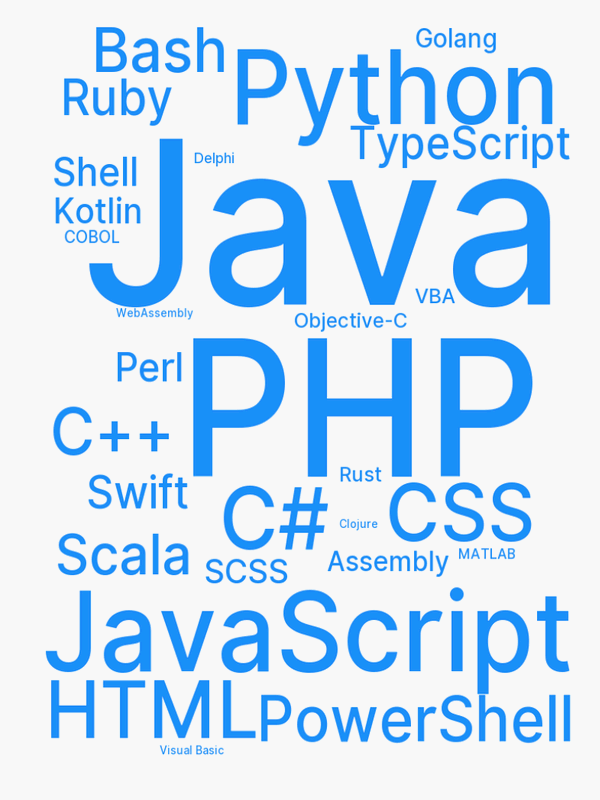 Bash
Golang
Python
Ruby
TypeScript
Delphi
Shell
Java
Kotlin
COBOL
VBA
WebAssembly
Objective-C
Perl
PHP
C++
Rust
Swift
C#
CSS
Clojure
Scala
MATLAB
Assembly
SCSS
JavaScript
HTML
PowerShell
Visual Basic